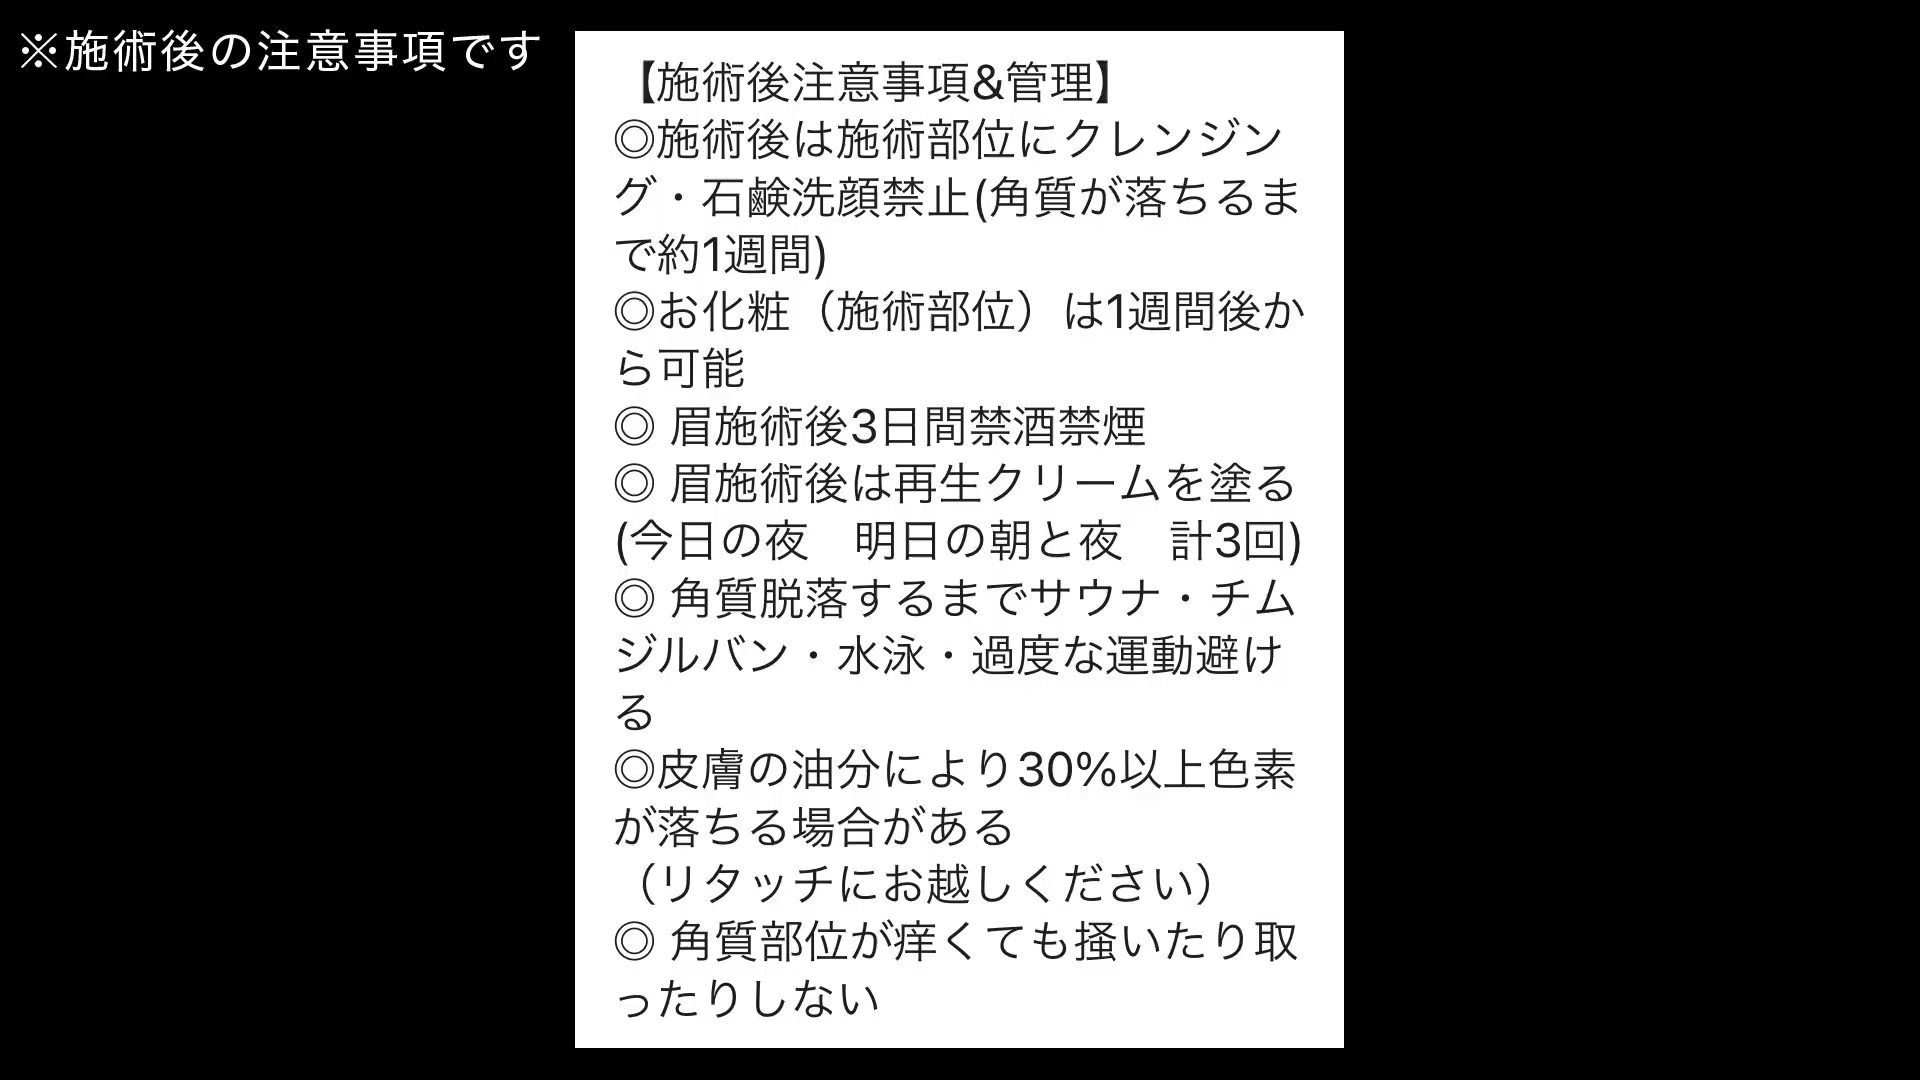 ※施術後の注意事項です
【施術後注意事項&管理】
◎施術後は施術部位にクレンジン
グ・石鹸洗顔禁止(角質が落ちるま
で約1週間)
◎お化粧（施術部位）は1週間後か
ら可能
◎ 眉施術後3日間禁酒禁煙
◎ 眉施術後は再生クリームを塗る
(今日の夜　明日の朝と夜　計3回)
◎ 角質脱落するまでサウナ・チム
ジルバン・水泳・過度な運動避け
る
◎皮膚の油分により30%以上色素
が落ちる場合がある
（リタッチにお越しください）
◎ 角質部位が痒くても掻いたり取
ったりしない